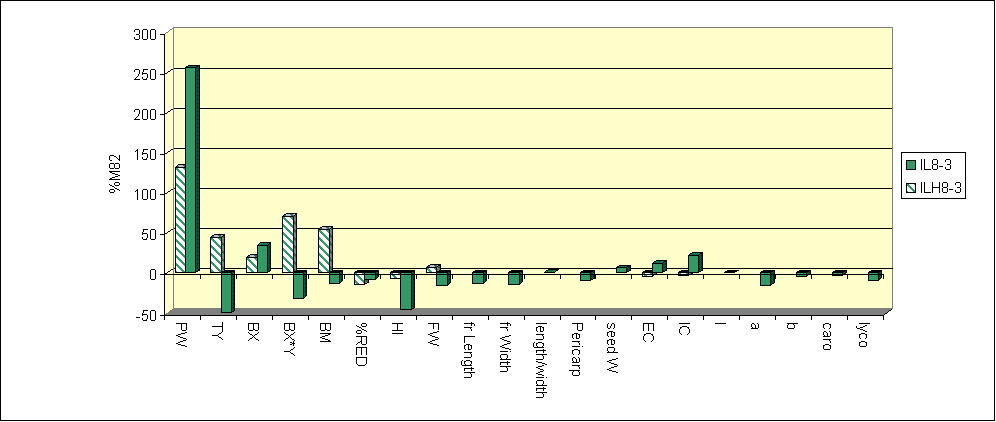 300
250
200
150
100
50
0
-50
%M82
PW
TY
BX
BX*Y
BM
%RED
HI
FW
fr Length
fr Width
length/width
Pericarp
seed W
EC
IC
l
a
b
caro
lyco
IL8-3
ILH8-3